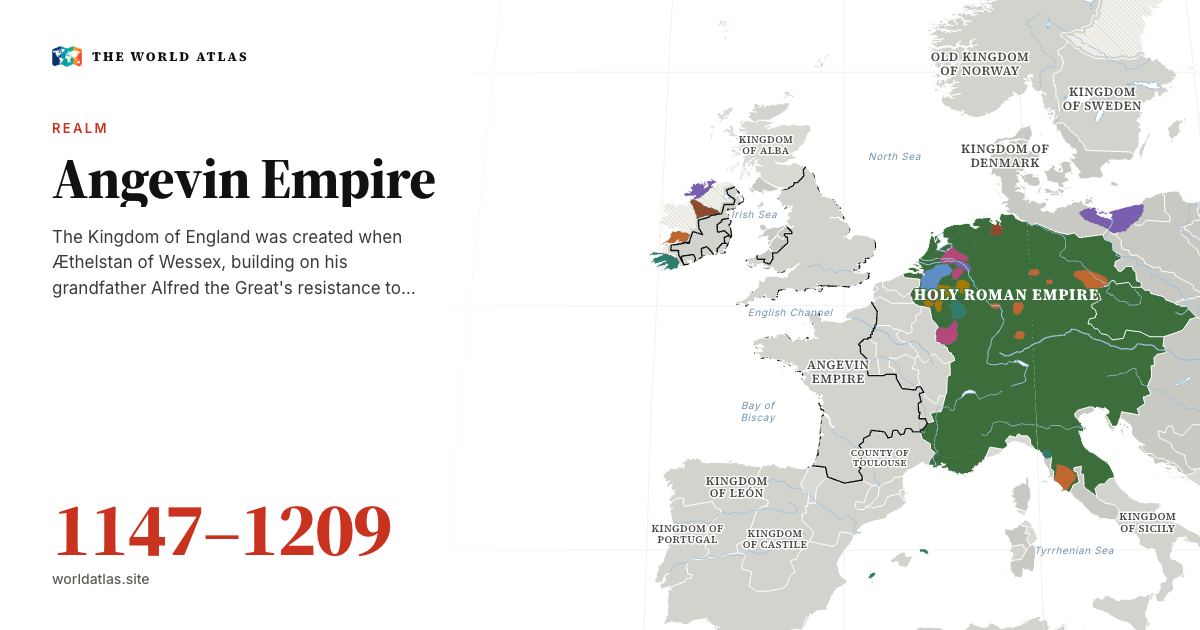 THE WORLD ATLAS
REALM
Angevin Empire
The Kingdom of England was created when
Æthelstan of Wessex, building on his
grandfather Alfred the Great's resistance to...
1147–1209
worldatlas.site
OLD KINGDOM
OF NORWAY
KINGDOM
OF SWEDEN
KINGDOM
OF ALBA
North Sea
KINGDOM OF
DENMARK
Irish Sea
HOLY ROMAN EMPIRE
English Channel
ANGEVIN
EMPIRE
Bay of
Biscay
COUNTY OF
TOULOUSE
KINGDOM
OF LEÓN
KINGDOM OF
PORTUGAL
KINGDOM
OF CASTILE
KINGDOM
OF SICILY
Tyrrhenian Sea